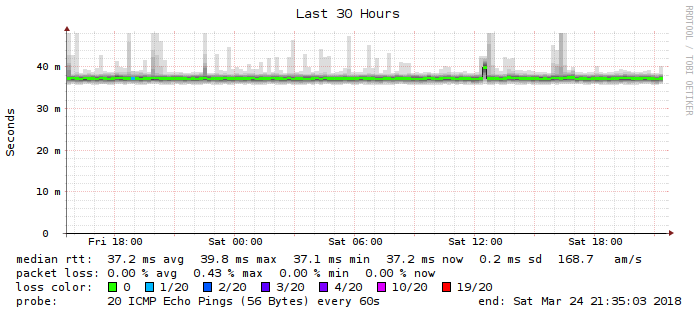 Last 30 Hours
RRDTOOL / TOBI OETIKER
Seconds
40 m
30 m
20 m
10 m
0
Fri 18:00 Sat 00:00 Sat 06:00 Sat 12:00 Sat 18:00
median rtt: 37.2 ms avg 39.8 ms max 37.1 ms min 37.2 ms now 0.2 ms sd 168.7 am/s
packet loss: 0.00 % avg 0.43 % max 0.00 % min 0.00 % now
loss color: 0 1/20 2/20 3/20 4/20 10/20 19/20
probe: 20 ICMP Echo Pings (56 Bytes) every 60s end: Sat Mar 24 21:35:03 2018